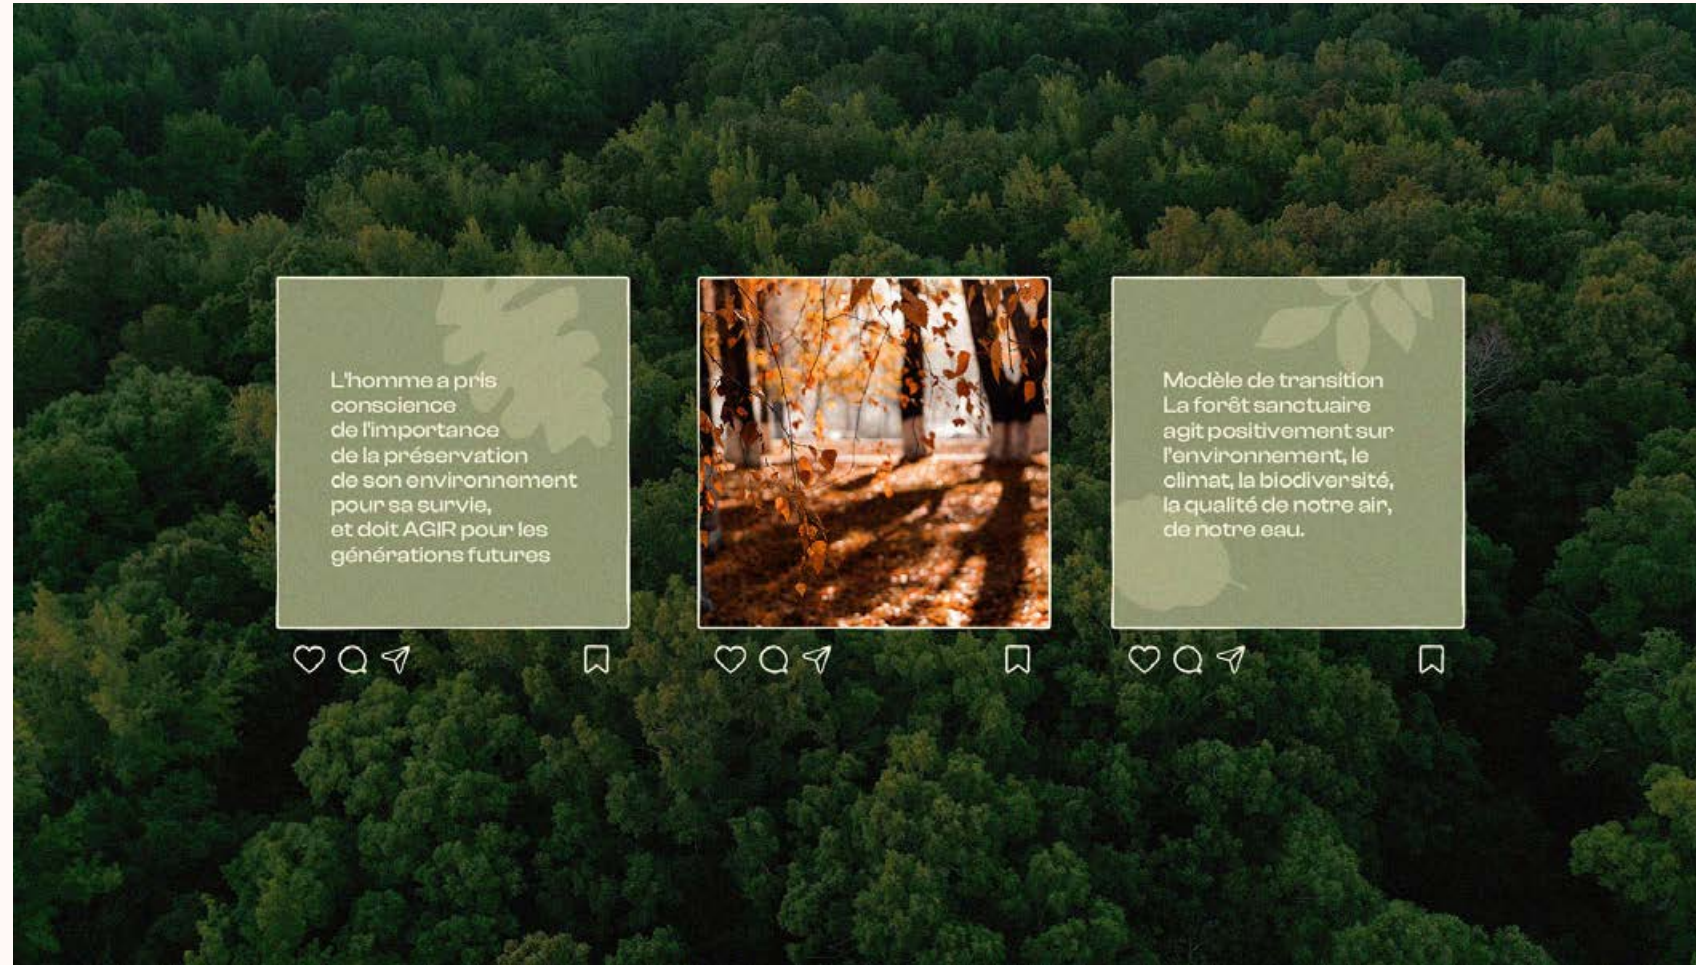 L'homme a pris
conscience
de l'importance
de la préservation
de son environnement
pour sa survie,
et doit AGIR pour les
générations futures
Modèle de transition
La forêt sanctuaire
agit positivement sur
l'environnement, le
climat, la biodiversité,
la qualité de notre air,
de notre eau.